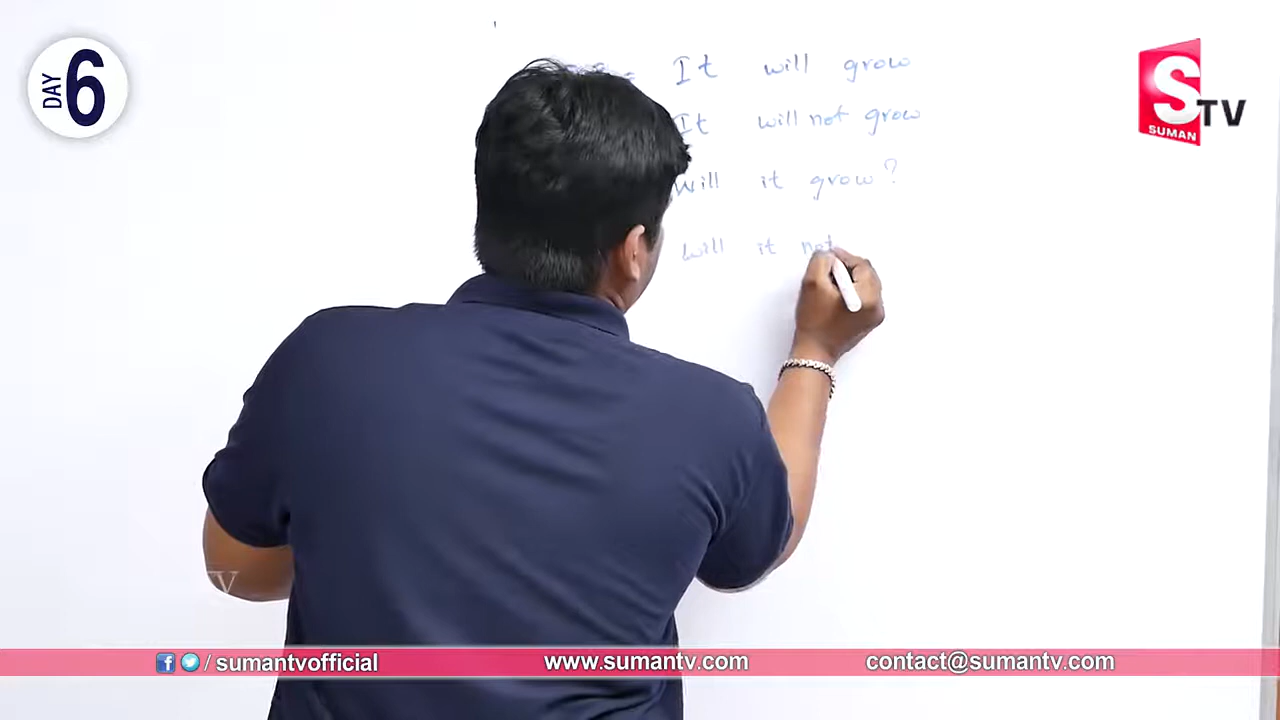 DAY 6
S TV
SUMAN
It will grow
It will not grow
will it grow?
will it not
/ sumantvofficial
www.sumantv.com
contact@sumantv.com